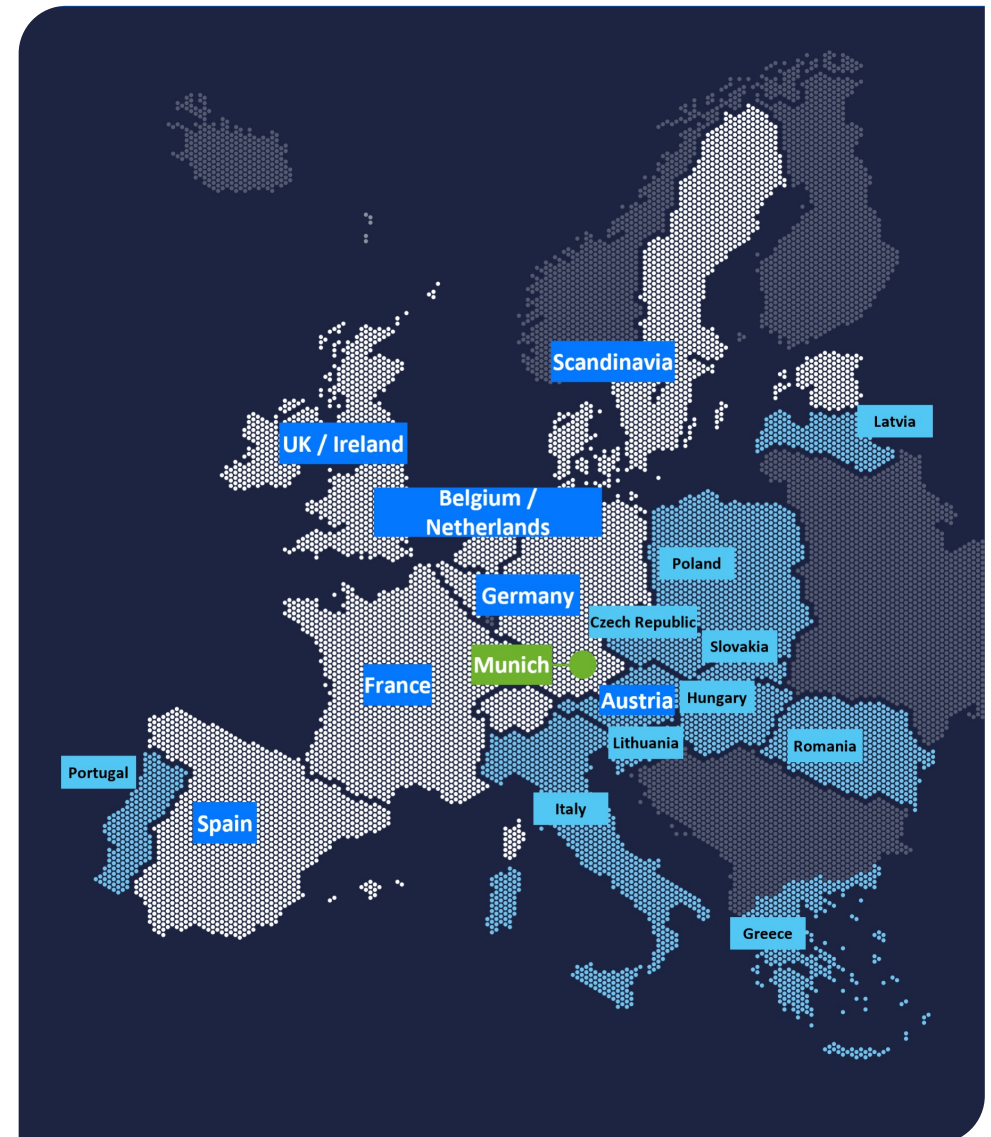 Scandinavia
Latvia
UK / Ireland
Belgium /
Netherlands
Poland
Germany
Czech Republic
Slovakia
Munich
France
Austria
Hungary
Lithuania
Romania
Portugal
Italy
Spain
Greece